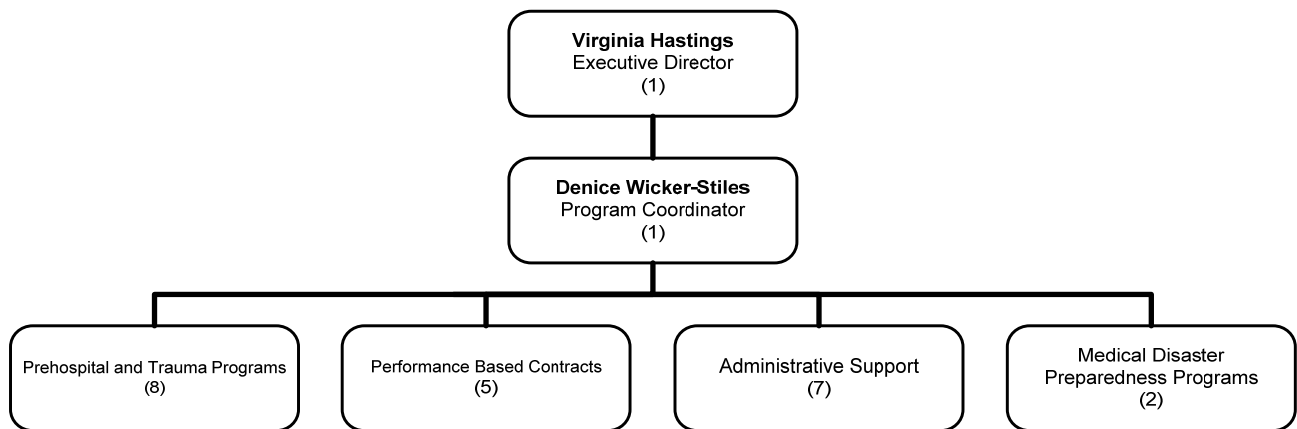 Virginia Hastings
Executive Director
(1)
Denice Wicker-Stiles
Program Coordinator
(1)
Prehospital and Trauma Programs
(8)
Performance Based Contracts
(5)
Administrative Support
(7)
Medical Disaster
Preparedness Programs
(2)